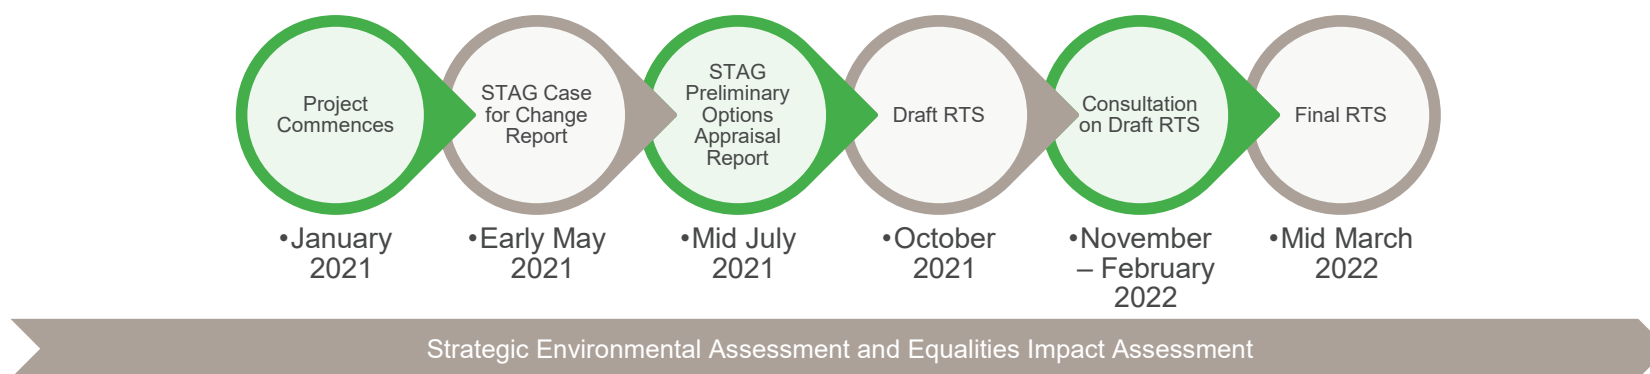 Project
Commences
STAG Case
for Change
Report
STAG
Preliminary
Options
Appraisal
Report
Draft RTS
Consultation
on Draft RTS
Final RTS
•January
2021
•Early May
2021
•Mid July
2021
•October
2021
•November
– February
2022
•Mid March
2022
Strategic Environmental Assessment and Equalities Impact Assessment